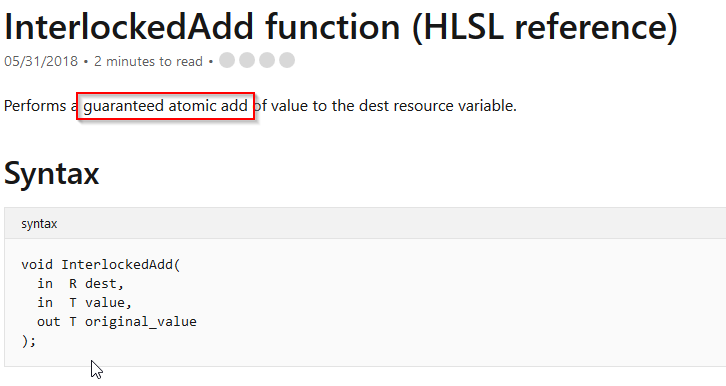 InterlockedAdd function (HLSL reference)
05/31/2018 • 2 minutes to read •
Performs a guaranteed atomic add of value to the dest resource variable.
Syntax
syntax
void InterlockedAdd(
  in  R dest,
  in  T value,
  out T original_value
);